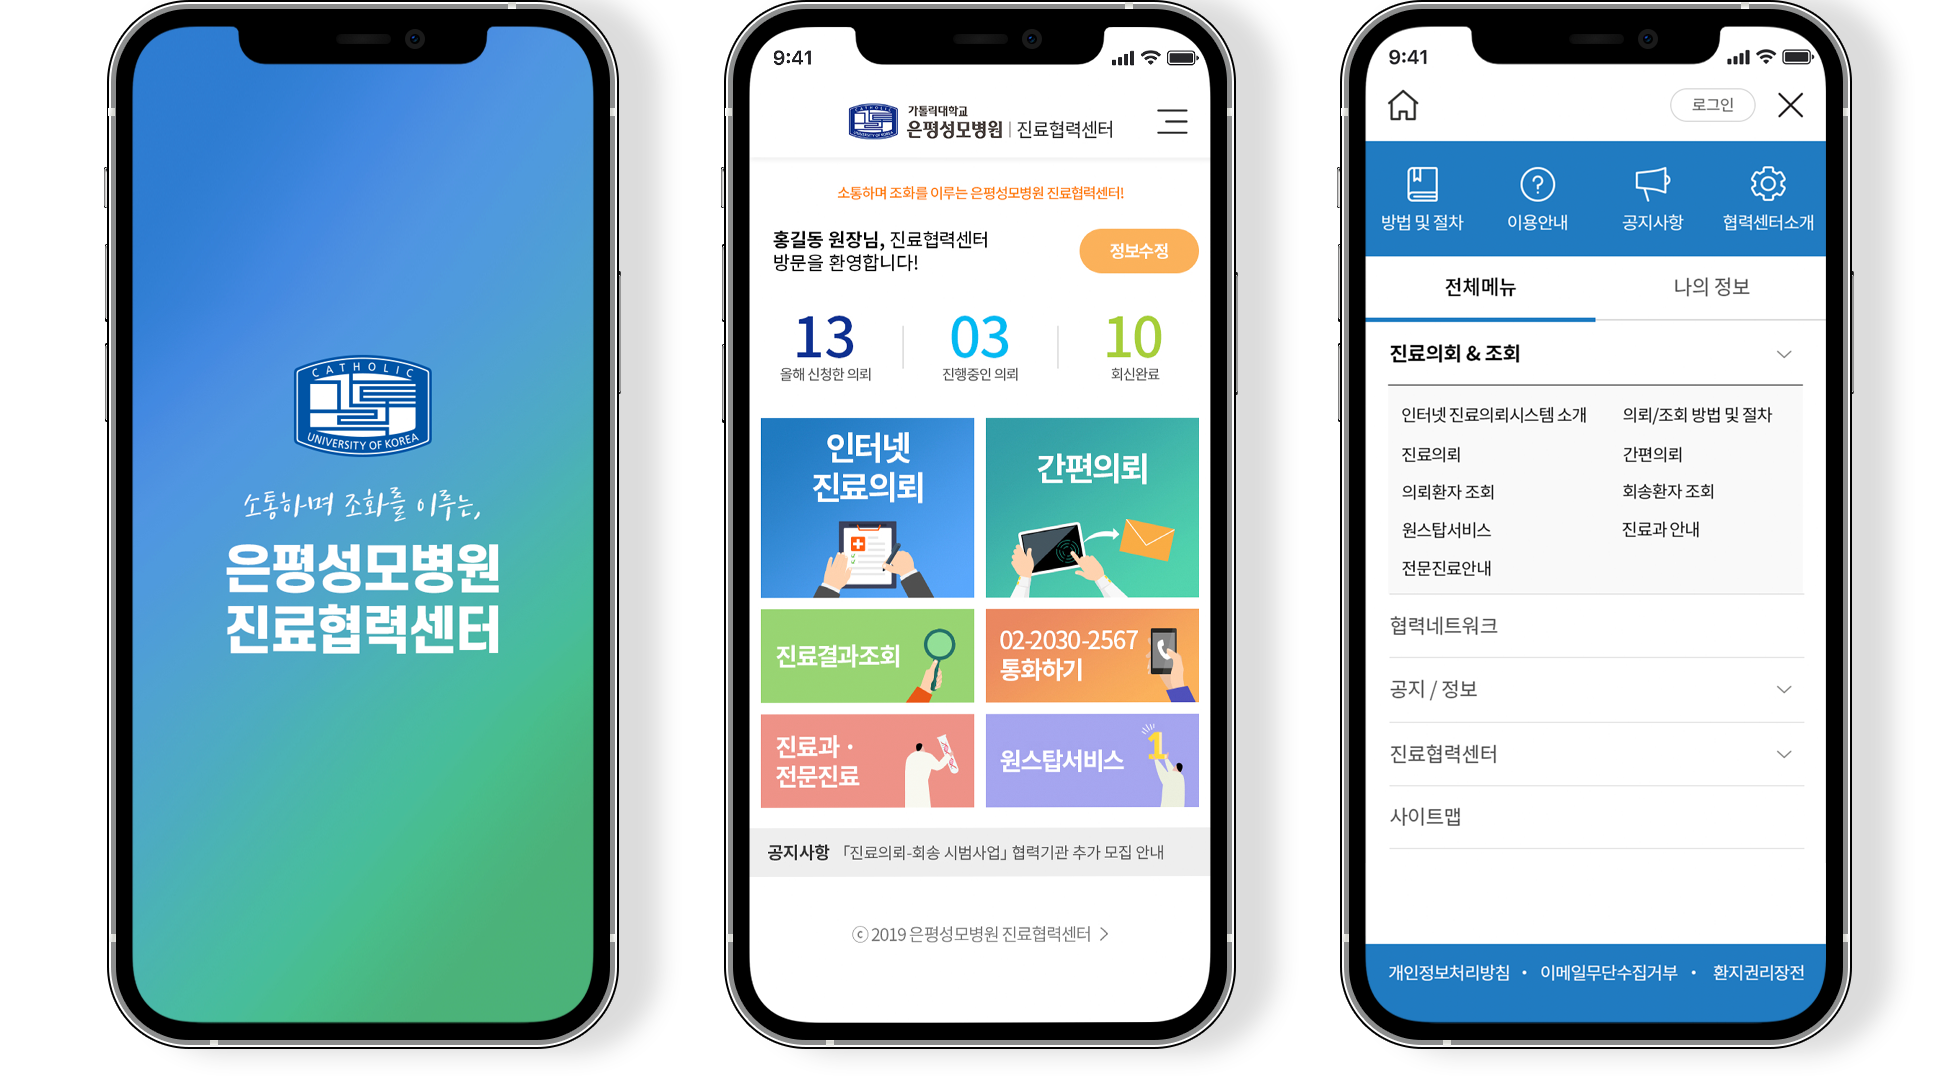 CATHOLIC
UNIVERSITY OF KOREA
소통하며 조화를 이루는,
은평성모병원
진료협력센터
9:41
CATHOLIC
UNIVERSITY OF KOREA
가톨릭대학교
은평성모병원 | 진료협력센터
소통하며 조화를 이루는 은평성모병원 진료협력센터!
홍길동 원장님, 진료협력센터
방문을 환영합니다!
정보수정
13 03 10
올해 신청한 의뢰 진행중인 의뢰 회신완료
인터넷
진료의뢰
간편의뢰
진료결과조회
02-2030-2567
통화하기
진료과 ·
전문진료
원스탑서비스
1
공지사항 「진료의뢰-회송 시범사업」 협력기관 추가 모집 안내
ⓒ 2019 은평성모병원 진료협력센터 >
9:41
로그인
방법 및 절차 이용안내 공지사항 협력센터소개
전체메뉴 나의 정보
진료의회 & 조회
인터넷 진료의뢰시스템 소개 의뢰/조회 방법 및 절차
진료의뢰 간편의뢰
의뢰환자 조회 회송환자 조회
원스탑서비스 진료과 안내
전문진료안내
협력네트워크
공지 / 정보
진료협력센터
사이트맵
개인정보처리방침 • 이메일무단수집거부 • 환지권리장전